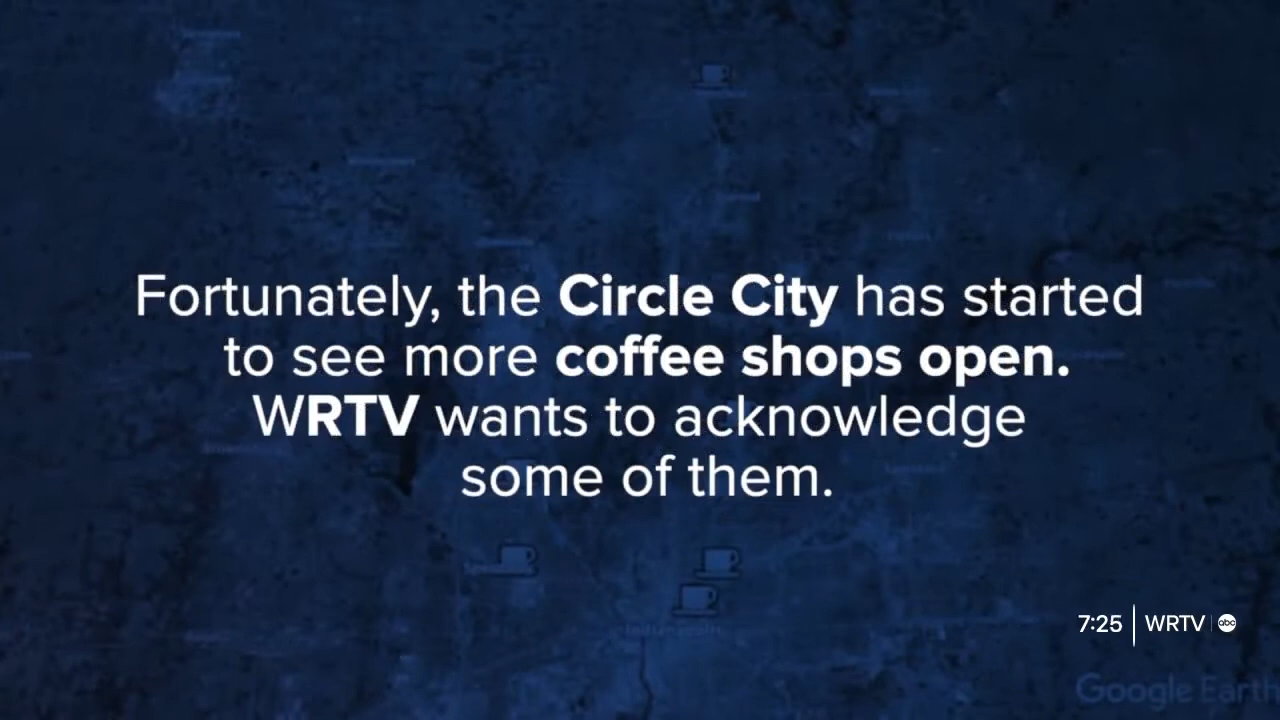 Fortunately, the Circle City has started
to see more coffee shops open.
WRTV wants to acknowledge
some of them.
7:25 WRTV abc
Google Earth